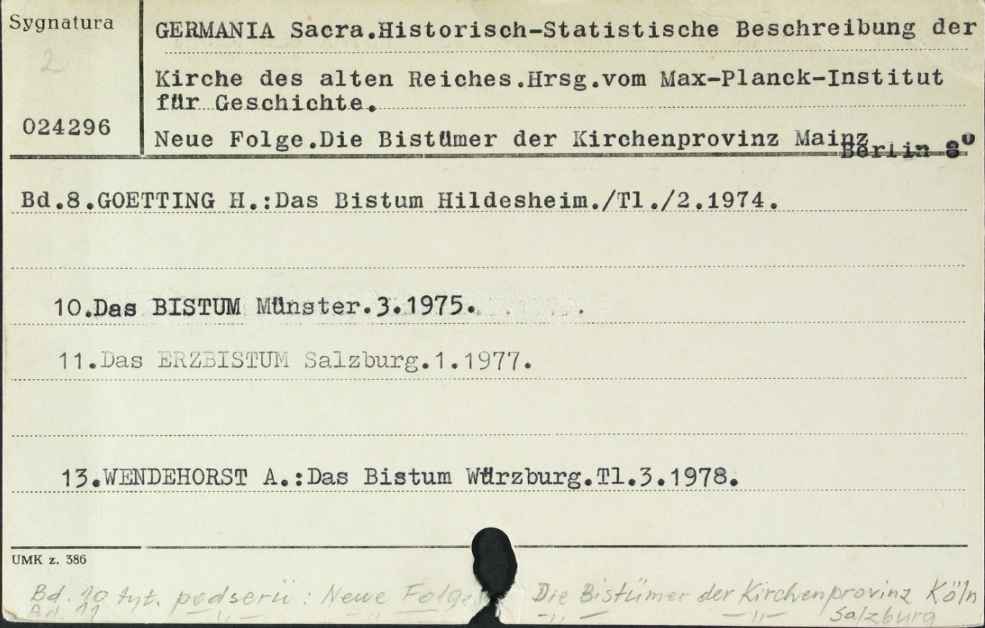 Sygnatura
2
024296
GERMANIA Sacra.Historisch-Statistische Beschreibung der
Kirche des alten Reiches.Hrsg.vom Max-Planck-Institut
für Geschichte.
Neue Folge.Die Bistümer der Kirchenprovinz Mainz
Berlin 8°
Bd.8.GOETTING H.:Das Bistum Hildesheim./Tl./2.1974.
10.Das BISTUM Münster.3.1975.
11.Das ERZBISTUM Salzburg.1.1977.
13.WENDEHORST A.:Das Bistum Würzburg.Tl.3.1978.
UMK z. 386
Bd. 10 tyt. podserii: Neue Folge Die Bistümer der Kirchenprovinz Köln
Bd. 11 -"- -"- -"- -"- Salzburg